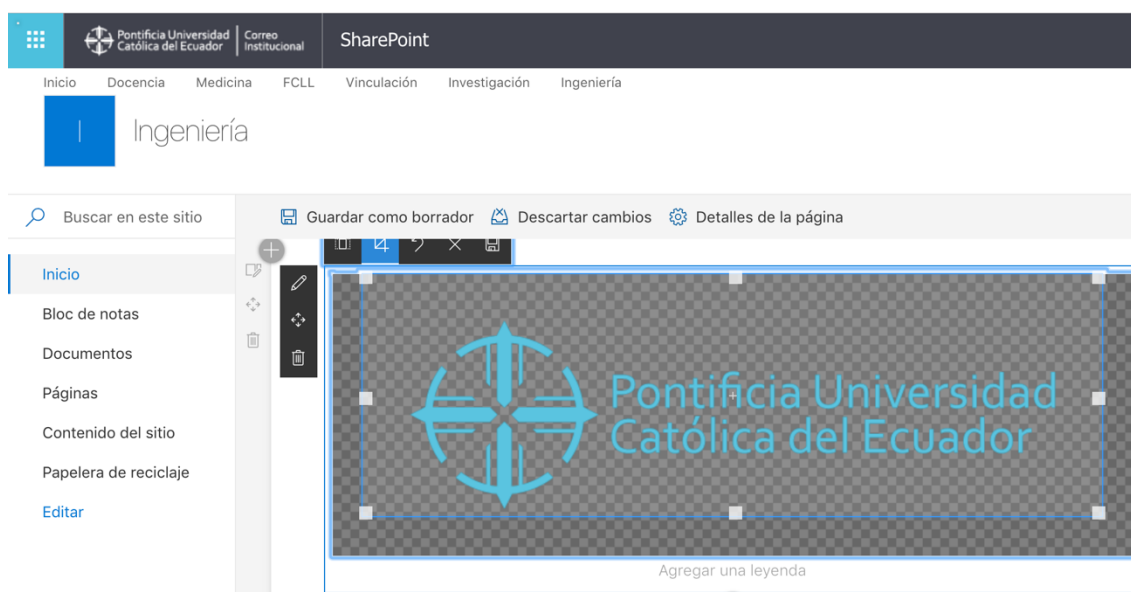 Pontificia Universidad
Católica del Ecuador
Correo
Institucional
SharePoint
Inicio Docencia Medicina FCLL Vinculación Investigación Ingeniería
I
Ingeniería
Buscar en este sitio
Guardar como borrador Descartar cambios Detalles de la página
Inicio
Bloc de notas
Documentos
Páginas
Contenido del sitio
Papelera de reciclaje
Editar
Pontificia Universidad
Católica del Ecuador
Agregar una leyenda